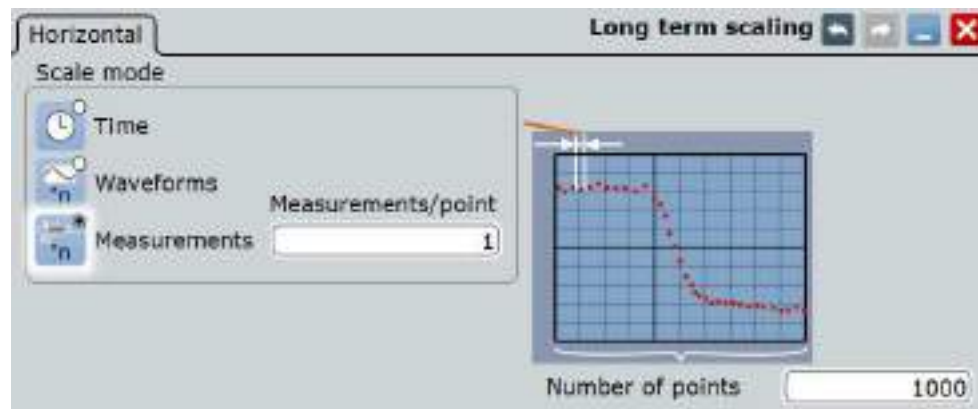 Horizontal
Long term scaling
Scale mode
Time
Waveforms
*n
Measurements/point
Measurements
1
*n
Number of points
1000